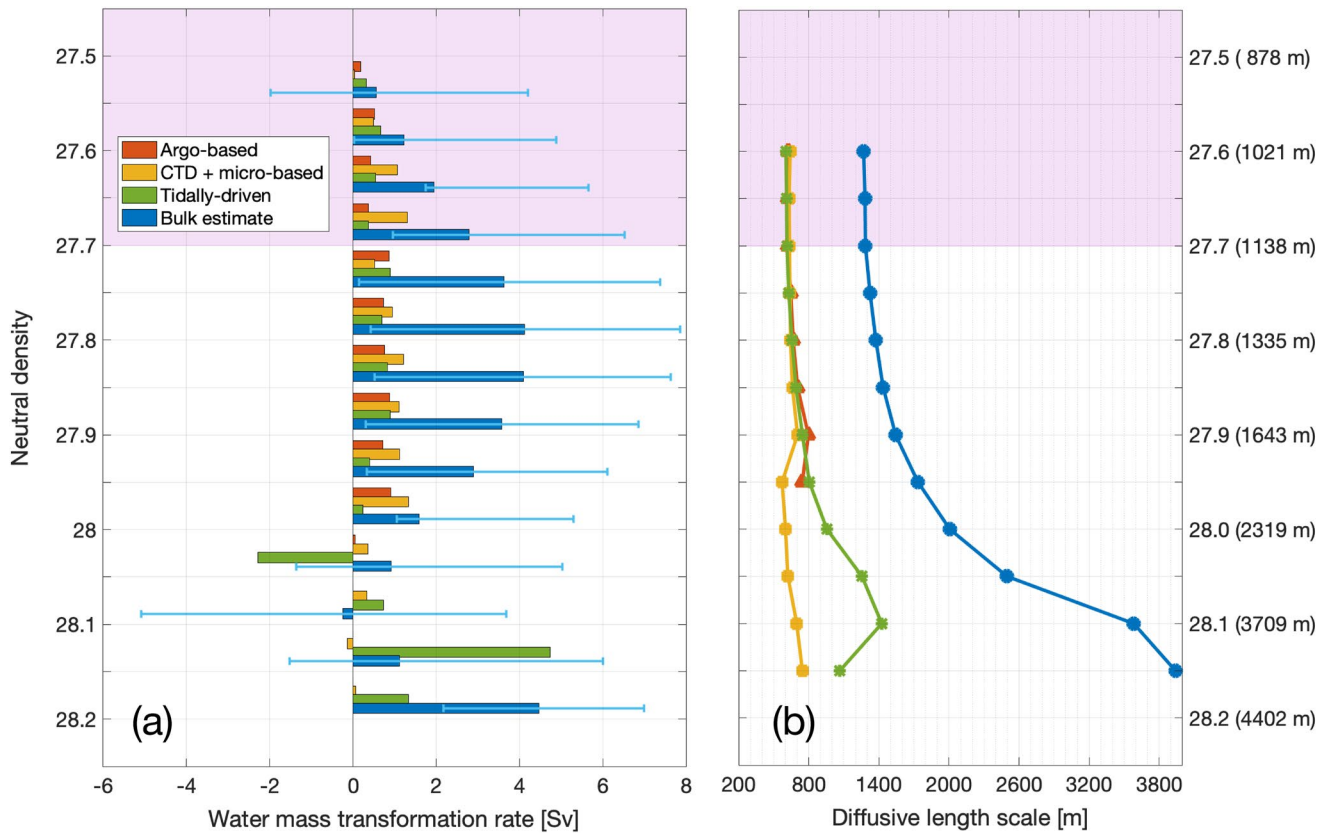 27.5
27.6
27.7
27.8
27.9
28
28.1
28.2
Neutral density
Argo-based
CTD + micro-based
Tidally-driven
Bulk estimate
(a)
-6 -4 -2 0 2 4 6 8
Water mass transformation rate [Sv]
27.5 ( 878 m)
27.6 (1021 m)
27.7 (1138 m)
27.8 (1335 m)
27.9 (1643 m)
28.0 (2319 m)
28.1 (3709 m)
28.2 (4402 m)
(b)
200 800 1400 2000 2600 3200 3800
Diffusive length scale [m]